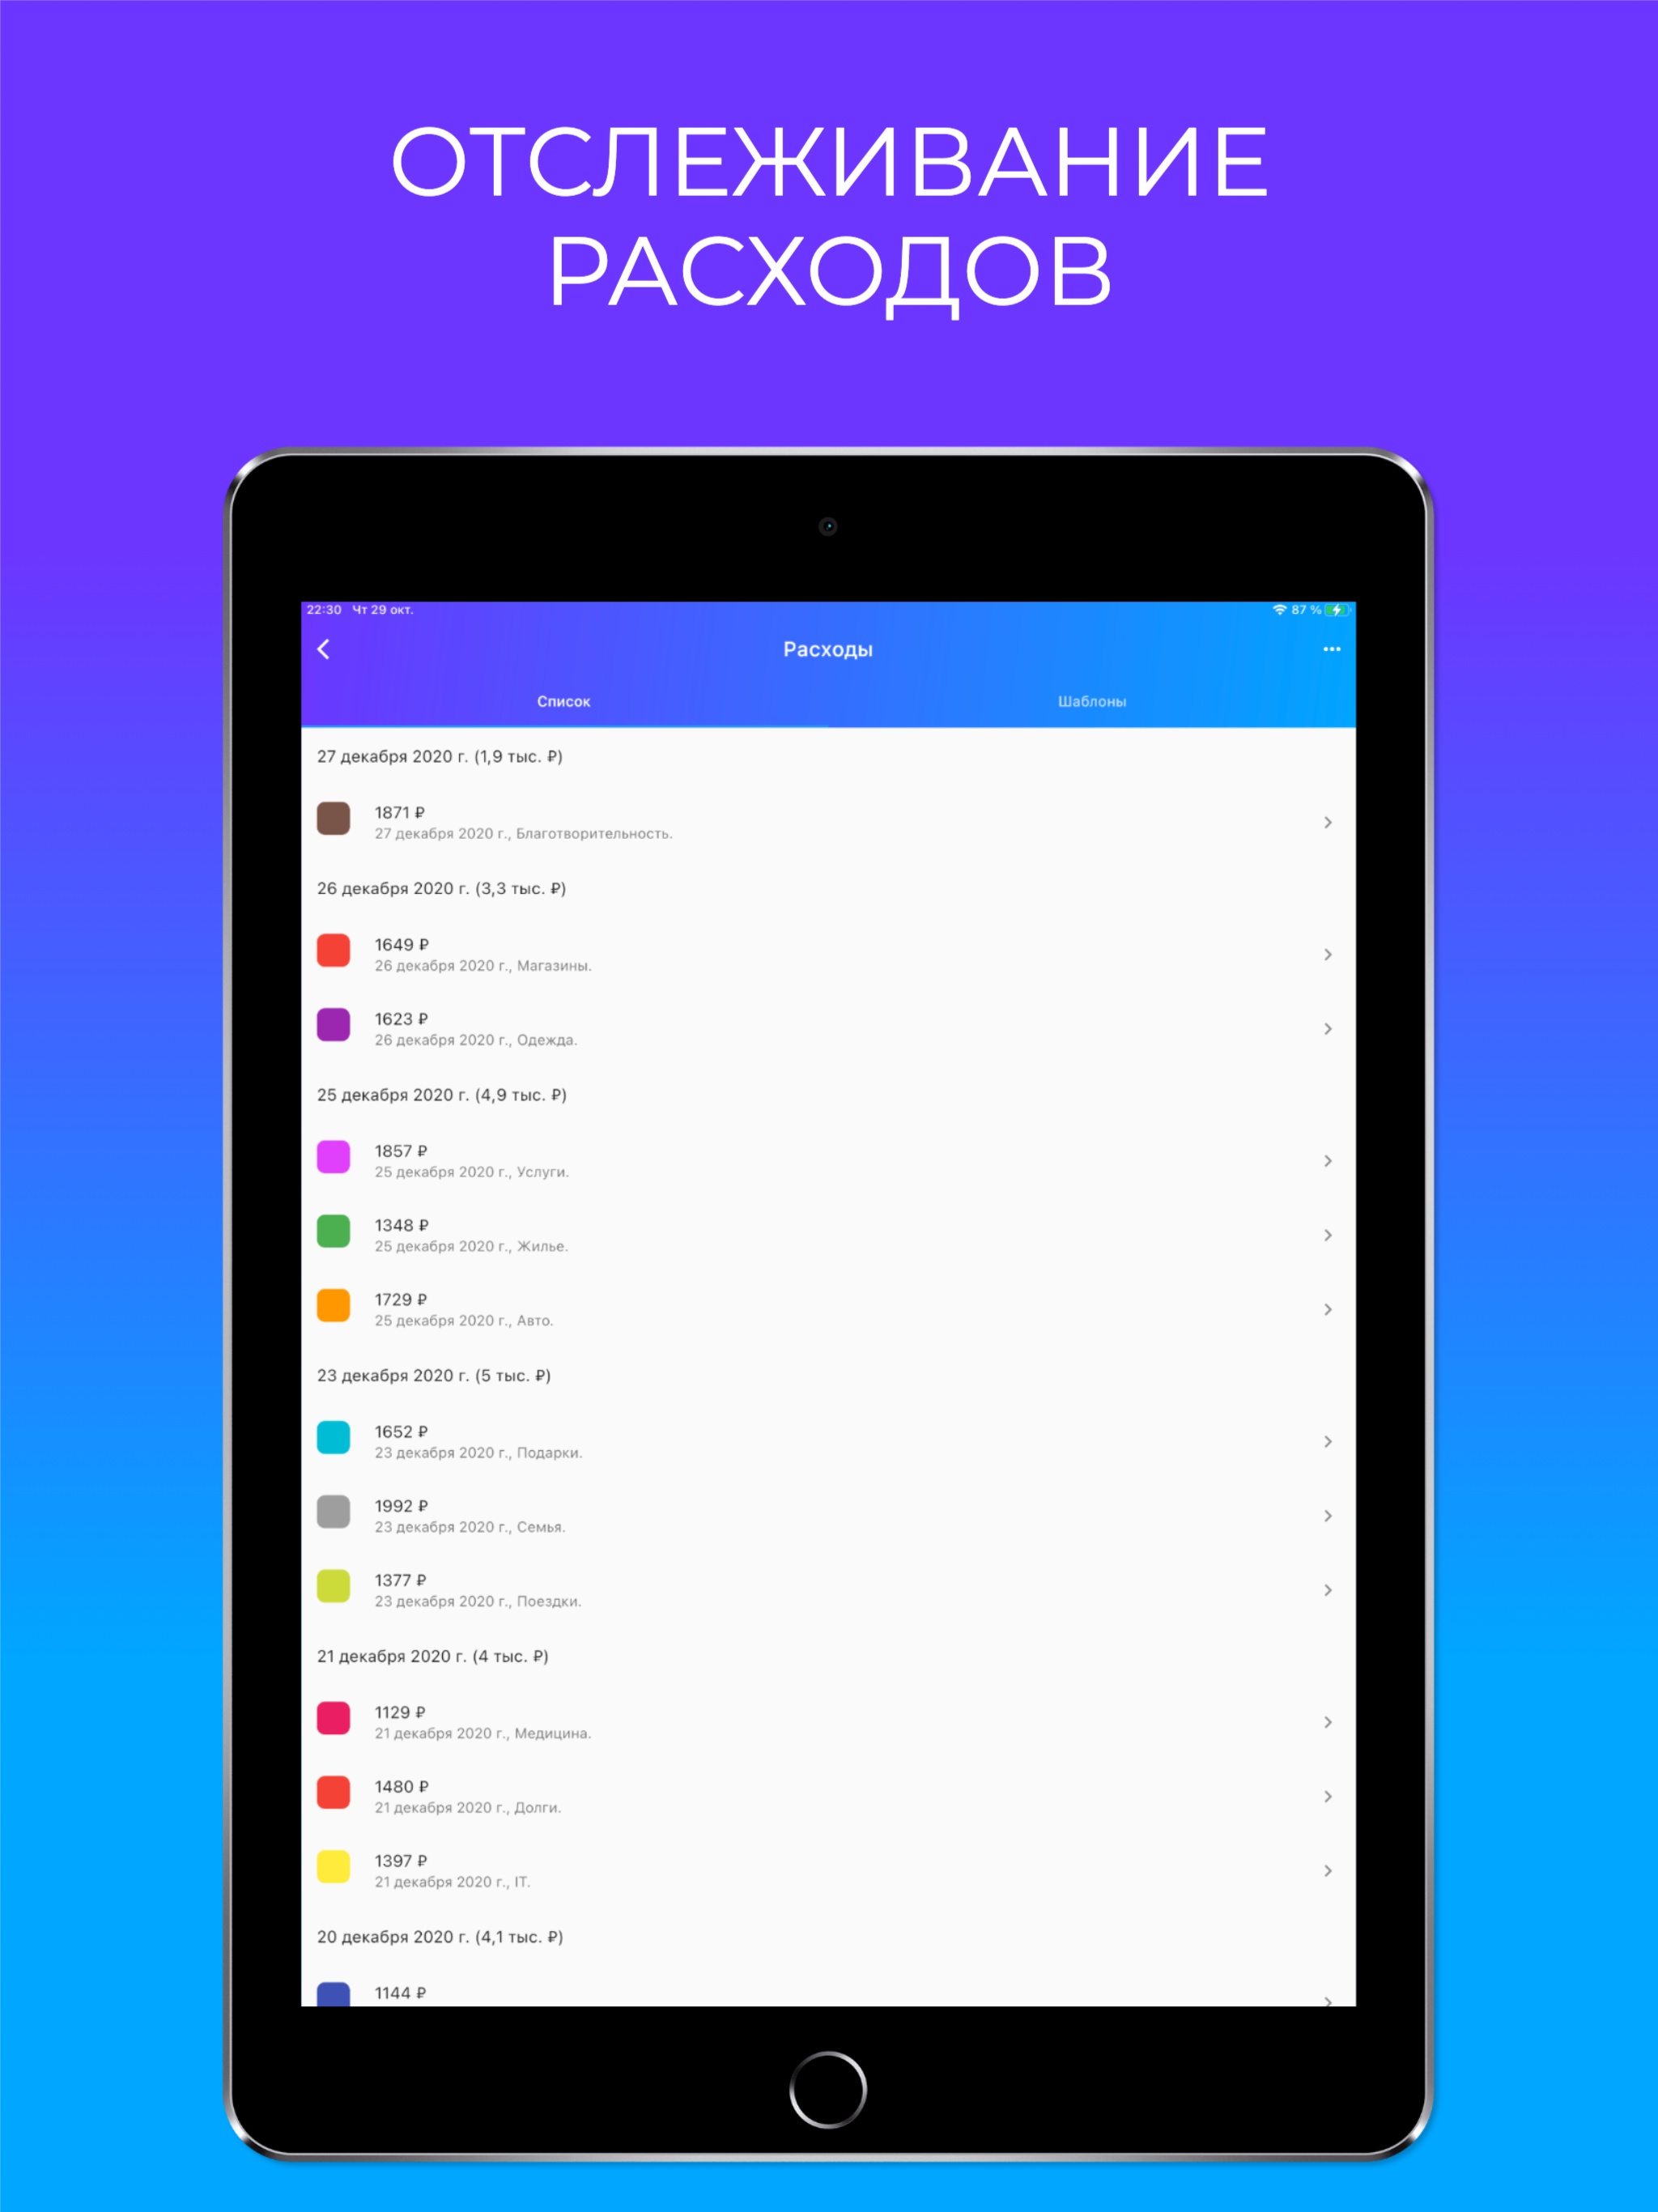 ОТСЛЕЖИВАНИЕ
РАСХОДОВ
22:30 Чт 29 окт. 87 %
Расходы
Список Шаблоны
27 декабря 2020 г. (1,9 тыс. ₽)
1871 ₽
27 декабря 2020 г., Благотворительность.
26 декабря 2020 г. (3,3 тыс. ₽)
1649 ₽
26 декабря 2020 г., Магазины.
1623 ₽
26 декабря 2020 г., Одежда.
25 декабря 2020 г. (4,9 тыс. ₽)
1857 ₽
25 декабря 2020 г., Услуги.
1348 ₽
25 декабря 2020 г., Жилье.
1729 ₽
25 декабря 2020 г., Авто.
23 декабря 2020 г. (5 тыс. ₽)
1652 ₽
23 декабря 2020 г., Подарки.
1992 ₽
23 декабря 2020 г., Семья.
1377 ₽
23 декабря 2020 г., Поездки.
21 декабря 2020 г. (4 тыс. ₽)
1129 ₽
21 декабря 2020 г., Медицина.
1480 ₽
21 декабря 2020 г., Долги.
1397 ₽
21 декабря 2020 г., IT.
20 декабря 2020 г. (4,1 тыс. ₽)
1144 ₽